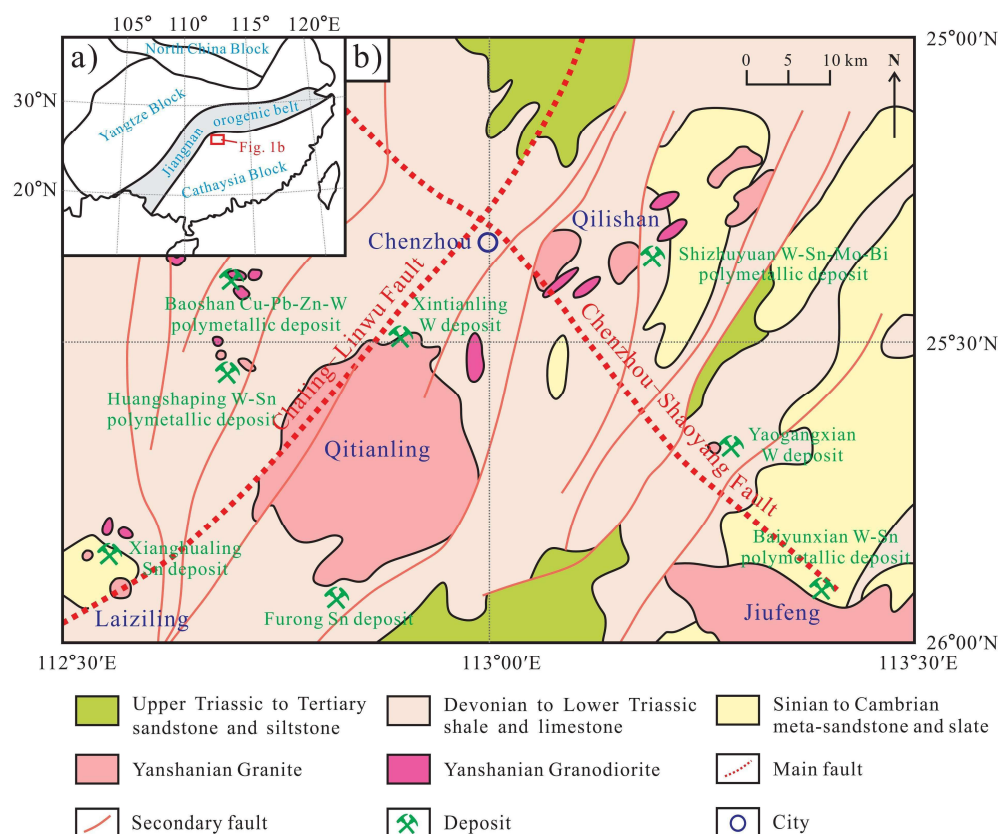 105° 110° 115° 120°E
a)
North China Block
30°N
Yangtze Block
Jiangnan
orogenic belt
Fig. 1b
Cathaysia Block
20°N
b)
25°00′N
0 5 10 km
N
Qilishan
Chenzhou
Shizhuyuan W-Sn-Mo-Bi
polymetallic deposit
Baoshan Cu-Pb-Zn-W
polymetallic deposit
Xintianling
W deposit
Chaling-Linwu Fault
Chenzhou-Shaoyang Fault
25°30′N
Huangshaping W-Sn
polymetallic deposit
Qitianling
Yaogangxian
W deposit
Xianghualing
Sn deposit
Baiyunxian W-Sn
polymetallic deposit
Laiziling
Furong Sn deposit
Jiufeng
26°00′N
112°30′E
113°00′E
113°30′E
Upper Triassic to Tertiary
sandstone and siltstone
Devonian to Lower Triassic
shale and limestone
Sinian to Cambrian
meta-sandstone and slate
Yanshanian Granite
Yanshanian Granodiorite
Main fault
Secondary fault
Deposit
City